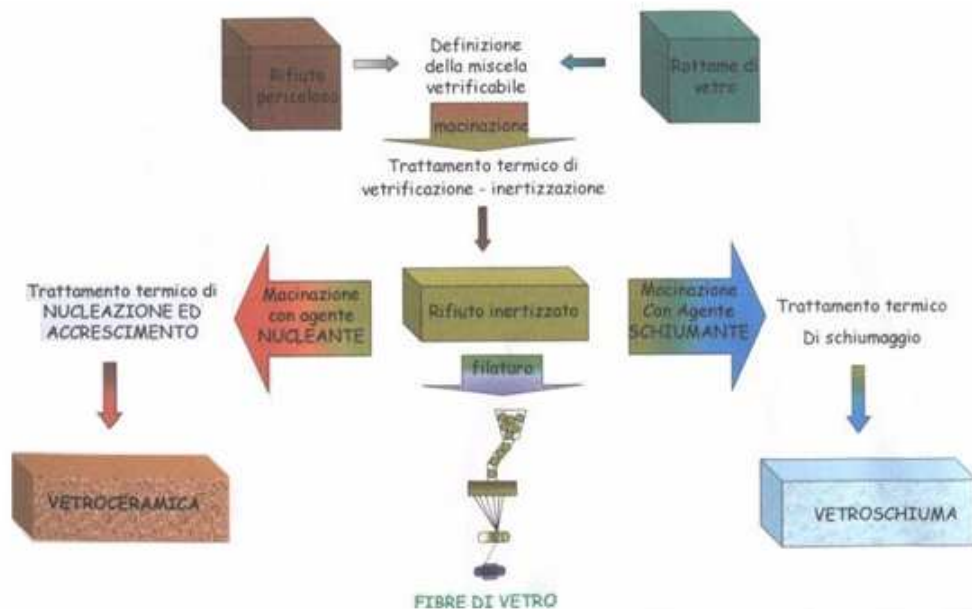 Rifiuto
pericoloso
Definizione
della miscela
vetrificabile
Rottame di
vetro
macinazione
Trattamento termico di
vetrificazione - inertizzazione
Trattamento termico di
NUCLEAZIONE ED
ACCRESCIMENTO
Macinazione
con agente
NUCLEANTE
Rifiuto inertizzato
Macinazione
Con Agente
SCHIUMANTE
Trattamento termico
Di schiumaggio
filatura
VETROCERAMICA
VETROSCHIUMA
FIBRE DI VETRO